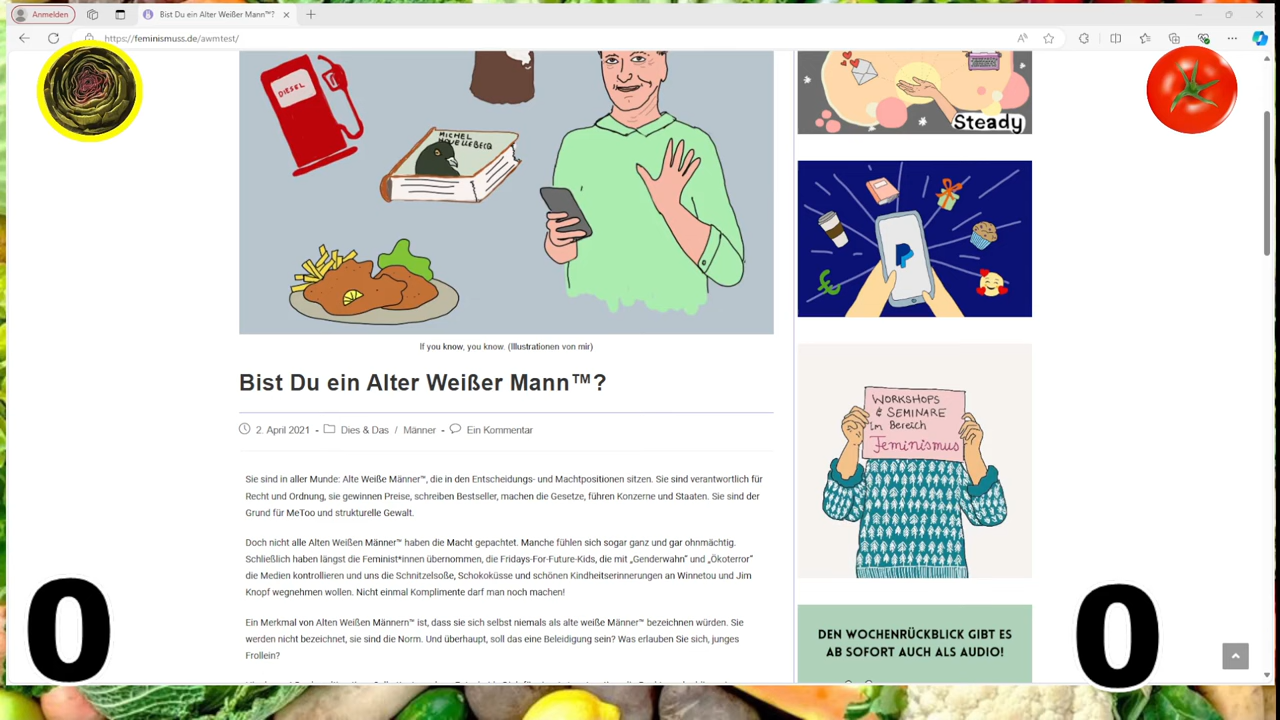 Anmelden
Bist Du ein Alter Weißer Mann™?
https://feminismuss.de/awmtest/
DIESEL
MICHEL
HOUELLEBECQ
Steady
If you know, you know. (Illustrationen von mir)
Bist Du ein Alter Weißer Mann™?
2. April 2021 - Dies & Das / Männer - Ein Kommentar
Sie sind in aller Munde: Alte Weiße Männer™, die in den Entscheidungs- und Machtpositionen sitzen. Sie sind verantwortlich für
Recht und Ordnung, sie gewinnen Preise, schreiben Bestseller, machen die Gesetze, führen Konzerne und Staaten. Sie sind der
Grund für MeToo und strukturelle Gewalt.
Doch nicht alle Alten Weißen Männer™ haben die Macht gepachtet. Manche fühlen sich sogar ganz und gar ohnmächtig.
Schließlich haben längst die Feminist*innen übernommen, die Fridays-For-Future-Kids, die mit „Genderwahn“ und „Ökoterror“
die Medien kontrollieren und uns die Schnitzelsoße, Schokoküsse und schönen Kindheitserinnerungen an Winnetou und Jim
Knopf wegnehmen wollen. Nicht einmal Komplimente darf man noch machen!
Ein Merkmal von Alten Weißen Männern™ ist, dass sie sich selbst niemals als alte weiße Männer™ bezeichnen würden. Sie
werden nicht bezeichnet, sie sind die Norm. Und überhaupt, soll das eine Beleidigung sein? Was erlauben Sie sich, junges
Frollein?
WORKSHOPS
& SEMINARE
im Bereich
Feminismus
DEN WOCHENRÜCKBLICK GIBT ES
AB SOFORT AUCH ALS AUDIO!
0
0